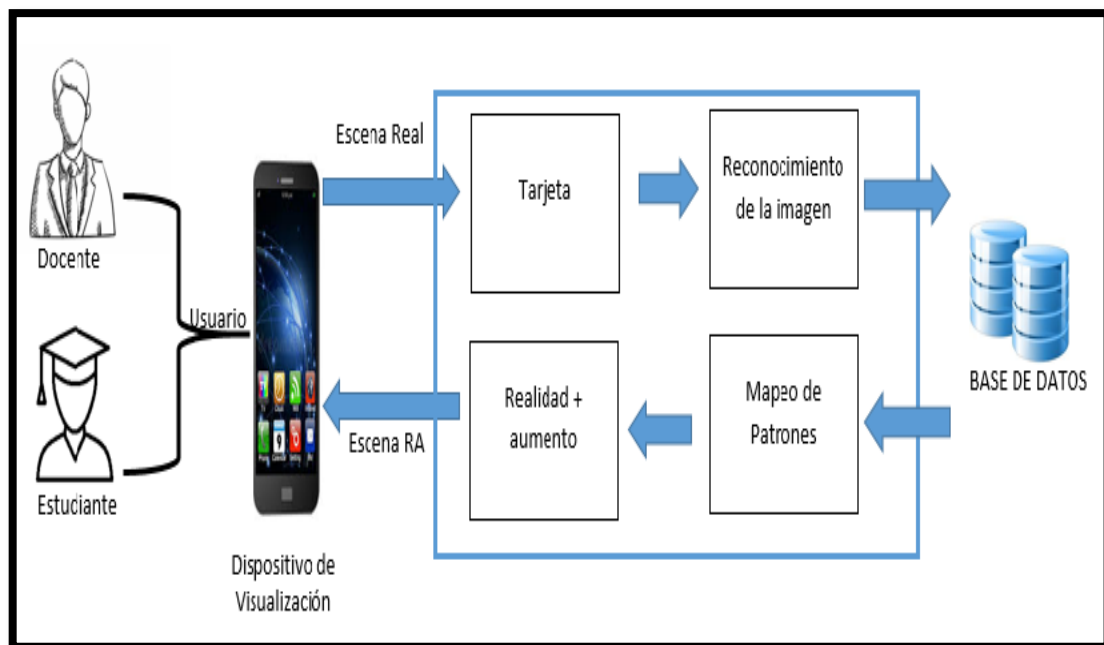 Docente
Estudiante
Usuario
Dispositivo de
Visualización
Escena Real
Tarjeta
Reconocimiento
de la imagen
BASE DE DATOS
Mapeo de
Patrones
Realidad +
aumento
Escena RA